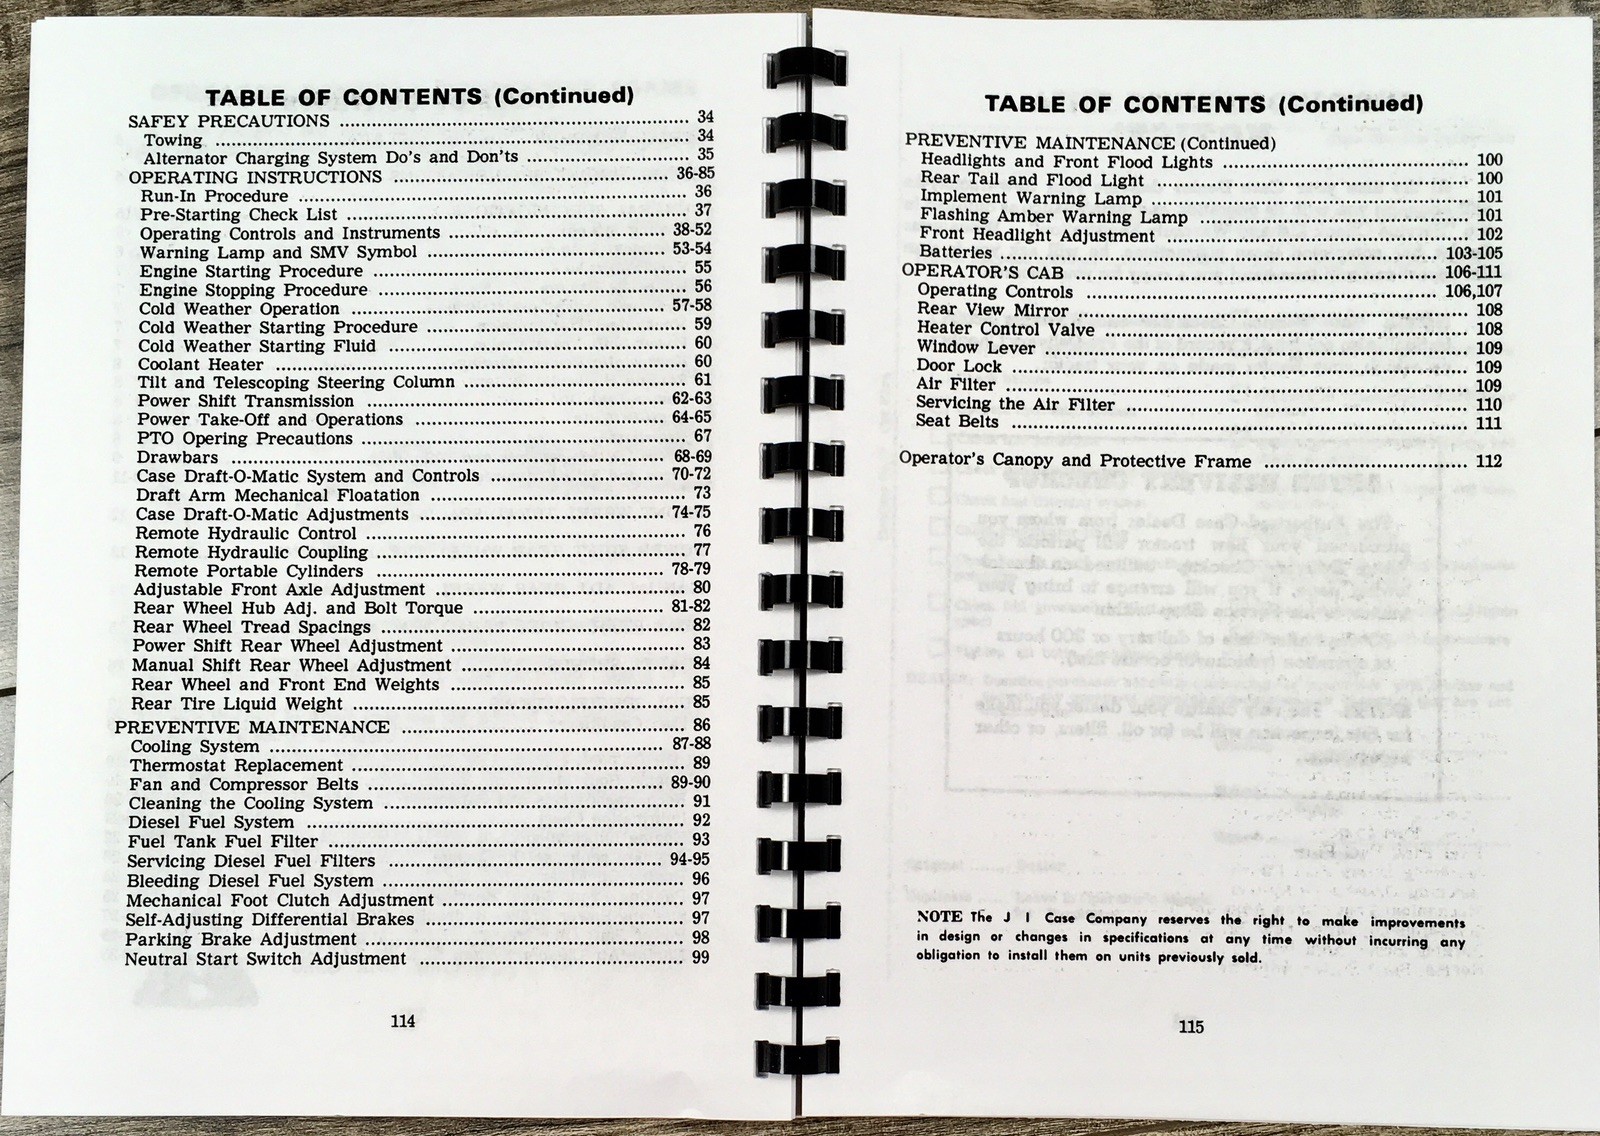 TABLE OF CONTENTS (Continued)
SAFEY PRECAUTIONS ........ 34
Towing ........ 34
Alternator Charging System Do's and Don'ts ........ 35
OPERATING INSTRUCTIONS ........ 36-85
Run-In Procedure ........ 36
Pre-Starting Check List ........ 37
Operating Controls and Instruments ........ 38-52
Warning Lamp and SMV Symbol ........ 53-54
Engine Starting Procedure ........ 55
Engine Stopping Procedure ........ 56
Cold Weather Operation ........ 57-58
Cold Weather Starting Procedure ........ 59
Cold Weather Starting Fluid ........ 60
Coolant Heater ........ 60
Tilt and Telescoping Steering Column ........ 61
Power Shift Transmission ........ 62-63
Power Take-Off and Operations ........ 64-65
PTO Opering Precautions ........ 67
Drawbars ........ 68-69
Case Draft-O-Matic System and Controls ........ 70-72
Draft Arm Mechanical Floatation ........ 73
Case Draft-O-Matic Adjustments ........ 74-75
Remote Hydraulic Control ........ 76
Remote Hydraulic Coupling ........ 77
Remote Portable Cylinders ........ 78-79
Adjustable Front Axle Adjustment ........ 80
Rear Wheel Hub Adj. and Bolt Torque ........ 81-82
Rear Wheel Tread Spacings ........ 82
Power Shift Rear Wheel Adjustment ........ 83
Manual Shift Rear Wheel Adjustment ........ 84
Rear Wheel and Front End Weights ........ 85
Rear Tire Liquid Weight ........ 85
PREVENTIVE MAINTENANCE ........ 86
Cooling System ........ 87-88
Thermostat Replacement ........ 89
Fan and Compressor Belts ........ 89-90
Cleaning the Cooling System ........ 91
Diesel Fuel System ........ 92
Fuel Tank Fuel Filter ........ 93
Servicing Diesel Fuel Filters ........ 94-95
Bleeding Diesel Fuel System ........ 96
Mechanical Foot Clutch Adjustment ........ 97
Self-Adjusting Differential Brakes ........ 97
Parking Brake Adjustment ........ 98
Neutral Start Switch Adjustment ........ 99
114
TABLE OF CONTENTS (Continued)
PREVENTIVE MAINTENANCE (Continued)
Headlights and Front Flood Lights ........ 100
Rear Tail and Flood Light ........ 100
Implement Warning Lamp ........ 101
Flashing Amber Warning Lamp ........ 101
Front Headlight Adjustment ........ 102
Batteries ........ 103-105
OPERATOR'S CAB ........ 106-111
Operating Controls ........ 106,107
Rear View Mirror ........ 108
Heater Control Valve ........ 108
Window Lever ........ 109
Door Lock ........ 109
Air Filter ........ 109
Servicing the Air Filter ........ 110
Seat Belts ........ 111
Operator's Canopy and Protective Frame ........ 112
NOTE The J I Case Company reserves the right to make improvements
in design or changes in specifications at any time without incurring any
obligation to install them on units previously sold.
115